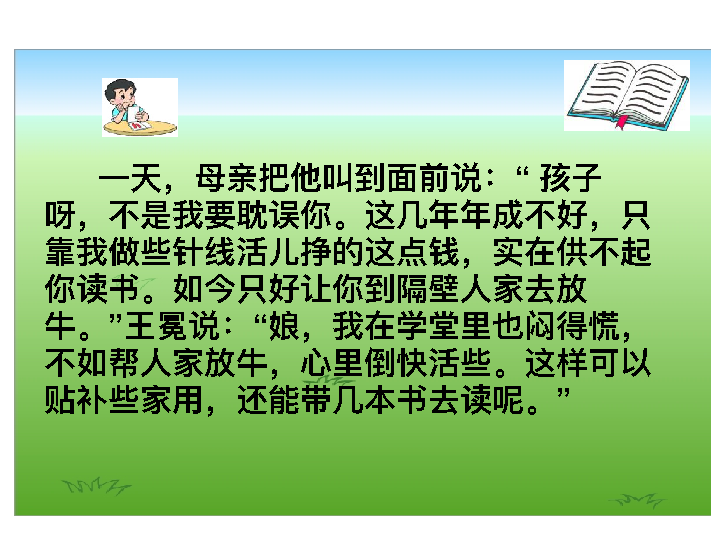 一天，母亲把他叫到面前说：“ 孩子
呀，不是我要耽误你。这几年年成不好，只
靠我做些针线活儿挣的这点钱，实在供不起
你读书。如今只好让你到隔壁人家去放
牛。”王冕说：“娘，我在学堂里也闷得慌，
不如帮人家放牛，心里倒快活些。这样可以
贴补些家用，还能带几本书去读呢。”